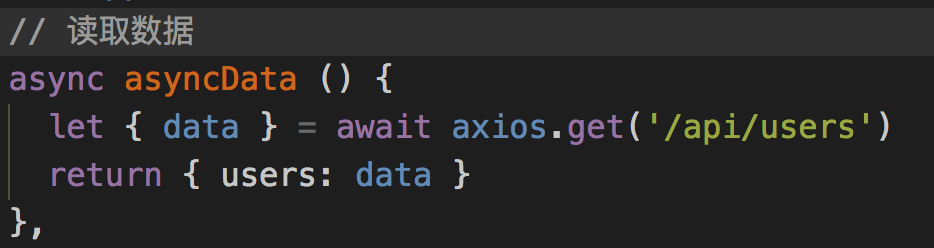 // 读取数据
async asyncData () {
  let { data } = await axios.get('/api/users')
  return { users: data }
},